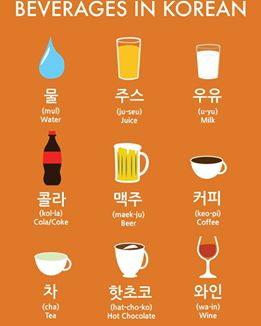 BEVERAGES IN KOREAN
물 주스 우유
(mul) (ju-seu) (u-yu)
Water Juice Milk
콜라 맥주 커피
(kol-la) (maek-ju) (keo-pi)
Cola/Coke Beer Coffee
차 핫초코 와인
(cha) (hat-cho-ko) (wa-in)
Tea Hot Chocolate Wine